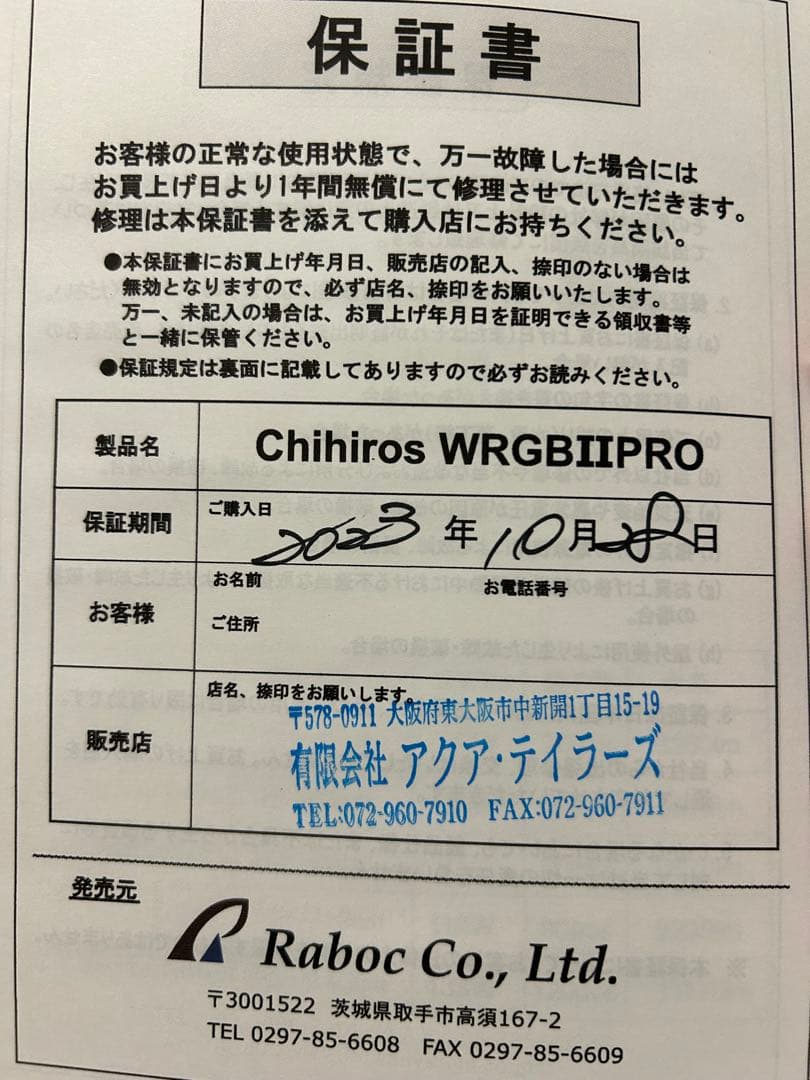 保証書
お客様の正常な使用状態で、万一故障した場合には
お買上げ日より1年間無償にて修理させていただきます。
修理は本保証書を添えて購入店にお持ちください。
●本保証書にお買上げ年月日、販売店の記入、捺印のない場合は
無効となりますので、必ず店名、捺印をお願いいたします。
万一、未記入の場合は、お買上げ年月日を証明できる領収書等
と一緒に保管ください。
●保証規定は裏面に記載してありますので必ずお読みください。
製品名 Chihiros WRGBⅡPRO
保証期間 ご購入日 2023年10月28日
お客様 お名前 お電話番号
ご住所
販売店 店名、捺印をお願いします。
〒578-0911 大阪府東大阪市中新開1丁目15-19
有限会社 アクア・テイラーズ
TEL:072-960-7910 FAX:072-960-7911
発売元
Raboc Co., Ltd.
〒3001522 茨城県取手市高須167-2
TEL 0297-85-6608 FAX 0297-85-6609